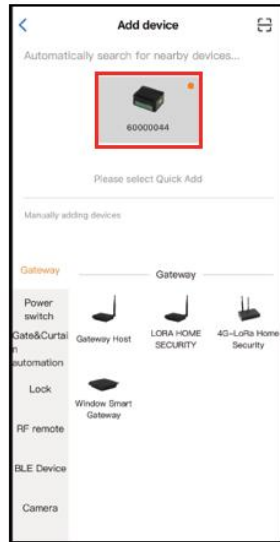 Add device
Automatically search for nearby devices...
60000044
Please select Quick Add
Manually adding devices
Gateway
Gateway
Power
switch
Gate&Curtai
n
automation
Lock
RF remote
BLE Device
Camera
Gateway Host
LORA HOME
SECURITY
4G-LoRa Home
Security
Window Smart
Gateway